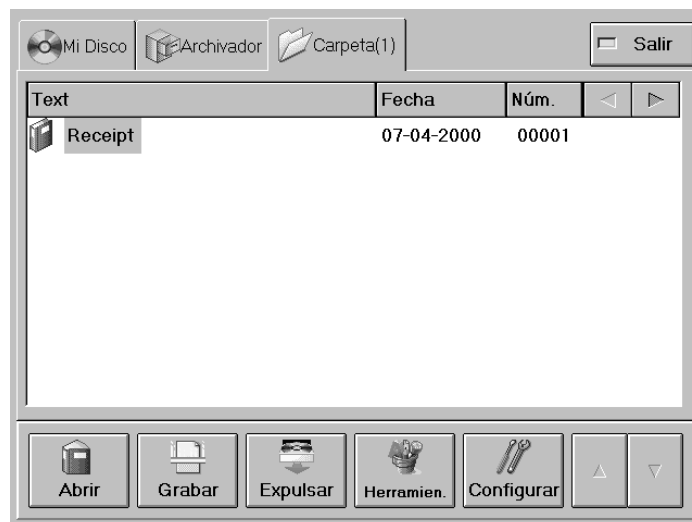 Mi Disco Archivador Carpeta(1) Salir
Text Fecha Núm.
Receipt 07-04-2000 00001
Abrir Grabar Expulsar Herramien. Configurar